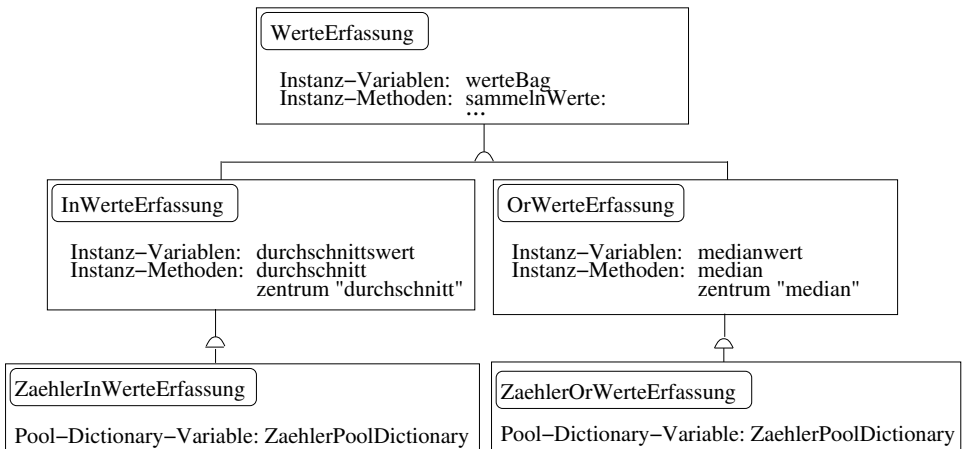 WerteErfassung
Instanz−Variablen: werteBag
Instanz−Methoden: sammelnWerte:
...
InWerteErfassung
Instanz−Variablen: durchschnittswert
Instanz−Methoden: durchschnitt
zentrum "durchschnitt"
OrWerteErfassung
Instanz−Variablen: medianwert
Instanz−Methoden: median
zentrum "median"
ZaehlerInWerteErfassung
Pool−Dictionary−Variable: ZaehlerPoolDictionary
ZaehlerOrWerteErfassung
Pool−Dictionary−Variable: ZaehlerPoolDictionary